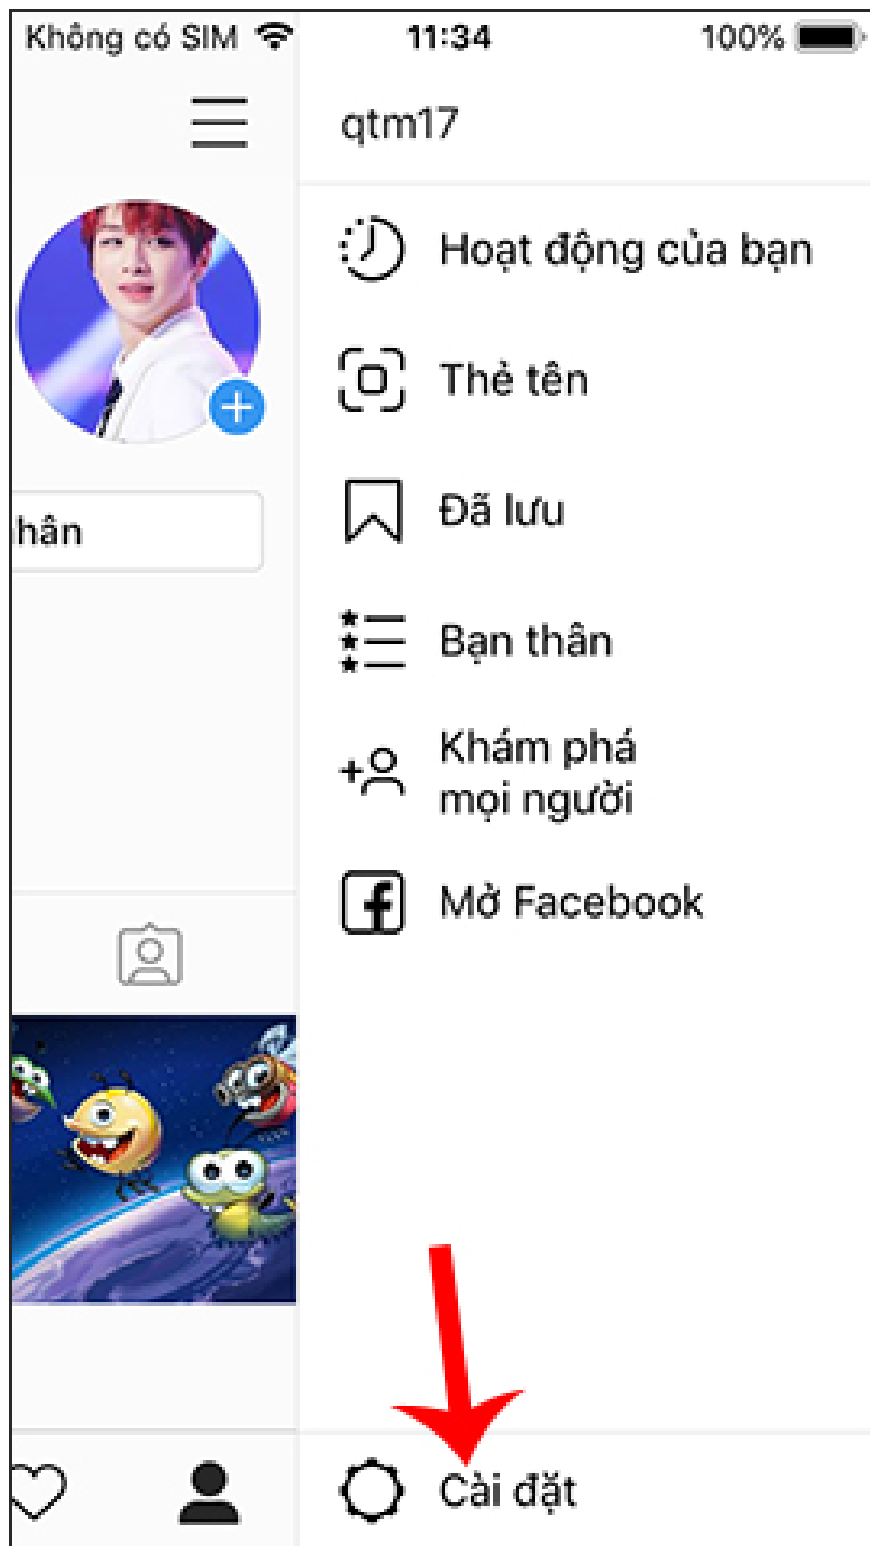 Không có SIM 11:34 100%
qtm17
Hoạt động của bạn
Thẻ tên
Đã lưu
hân
Bạn thân
Khám phá
mọi người
Mở Facebook
Cài đặt